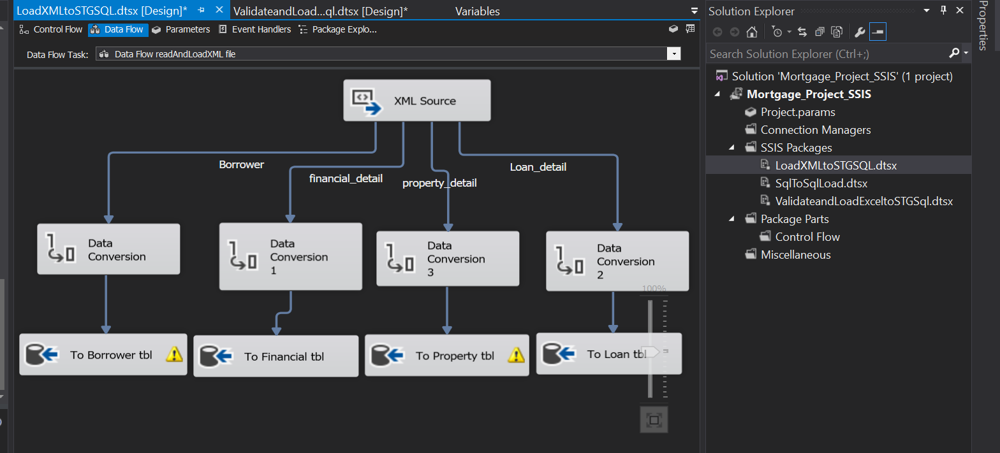 LoadXMLtoSTGSQL.dtsx [Design]*
ValidateandLoad...ql.dtsx [Design]*
Variables
Control Flow
Data Flow
Parameters
Event Handlers
Package Explo...
Data Flow Task:
Data Flow readAndLoadXML file
XML Source
Borrower
financial_detail
property_detail
Loan_detail
Data
Conversion
Data
Conversion
1
Data
Conversion
3
Data
Conversion
2
100%
To Borrower tbl
To Financial tbl
To Property tbl
To Loan tbl
Solution Explorer
Search Solution Explorer (Ctrl+;)
Solution 'Mortgage_Project_SSIS' (1 project)
Mortgage_Project_SSIS
Project.params
Connection Managers
SSIS Packages
LoadXMLtoSTGSQL.dtsx
SqlToSqlLoad.dtsx
ValidateandLoadExceltoSTGSql.dtsx
Package Parts
Control Flow
Miscellaneous
Properties